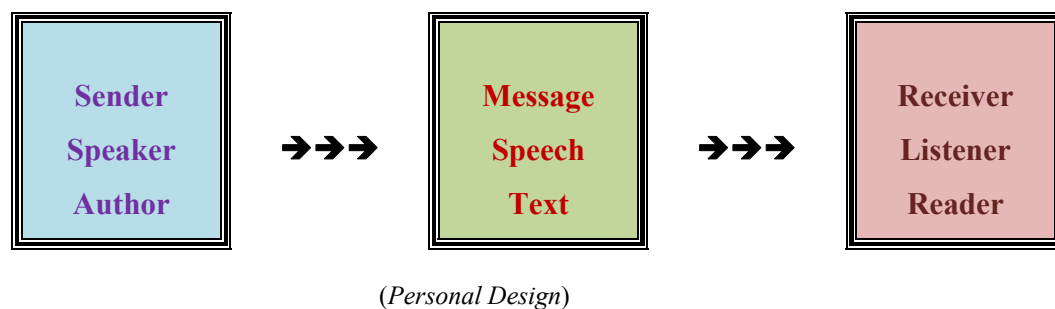 Sender
Speaker
Author
➔➔➔
Message
Speech
Text
➔➔➔
Receiver
Listener
Reader
(Personal Design)